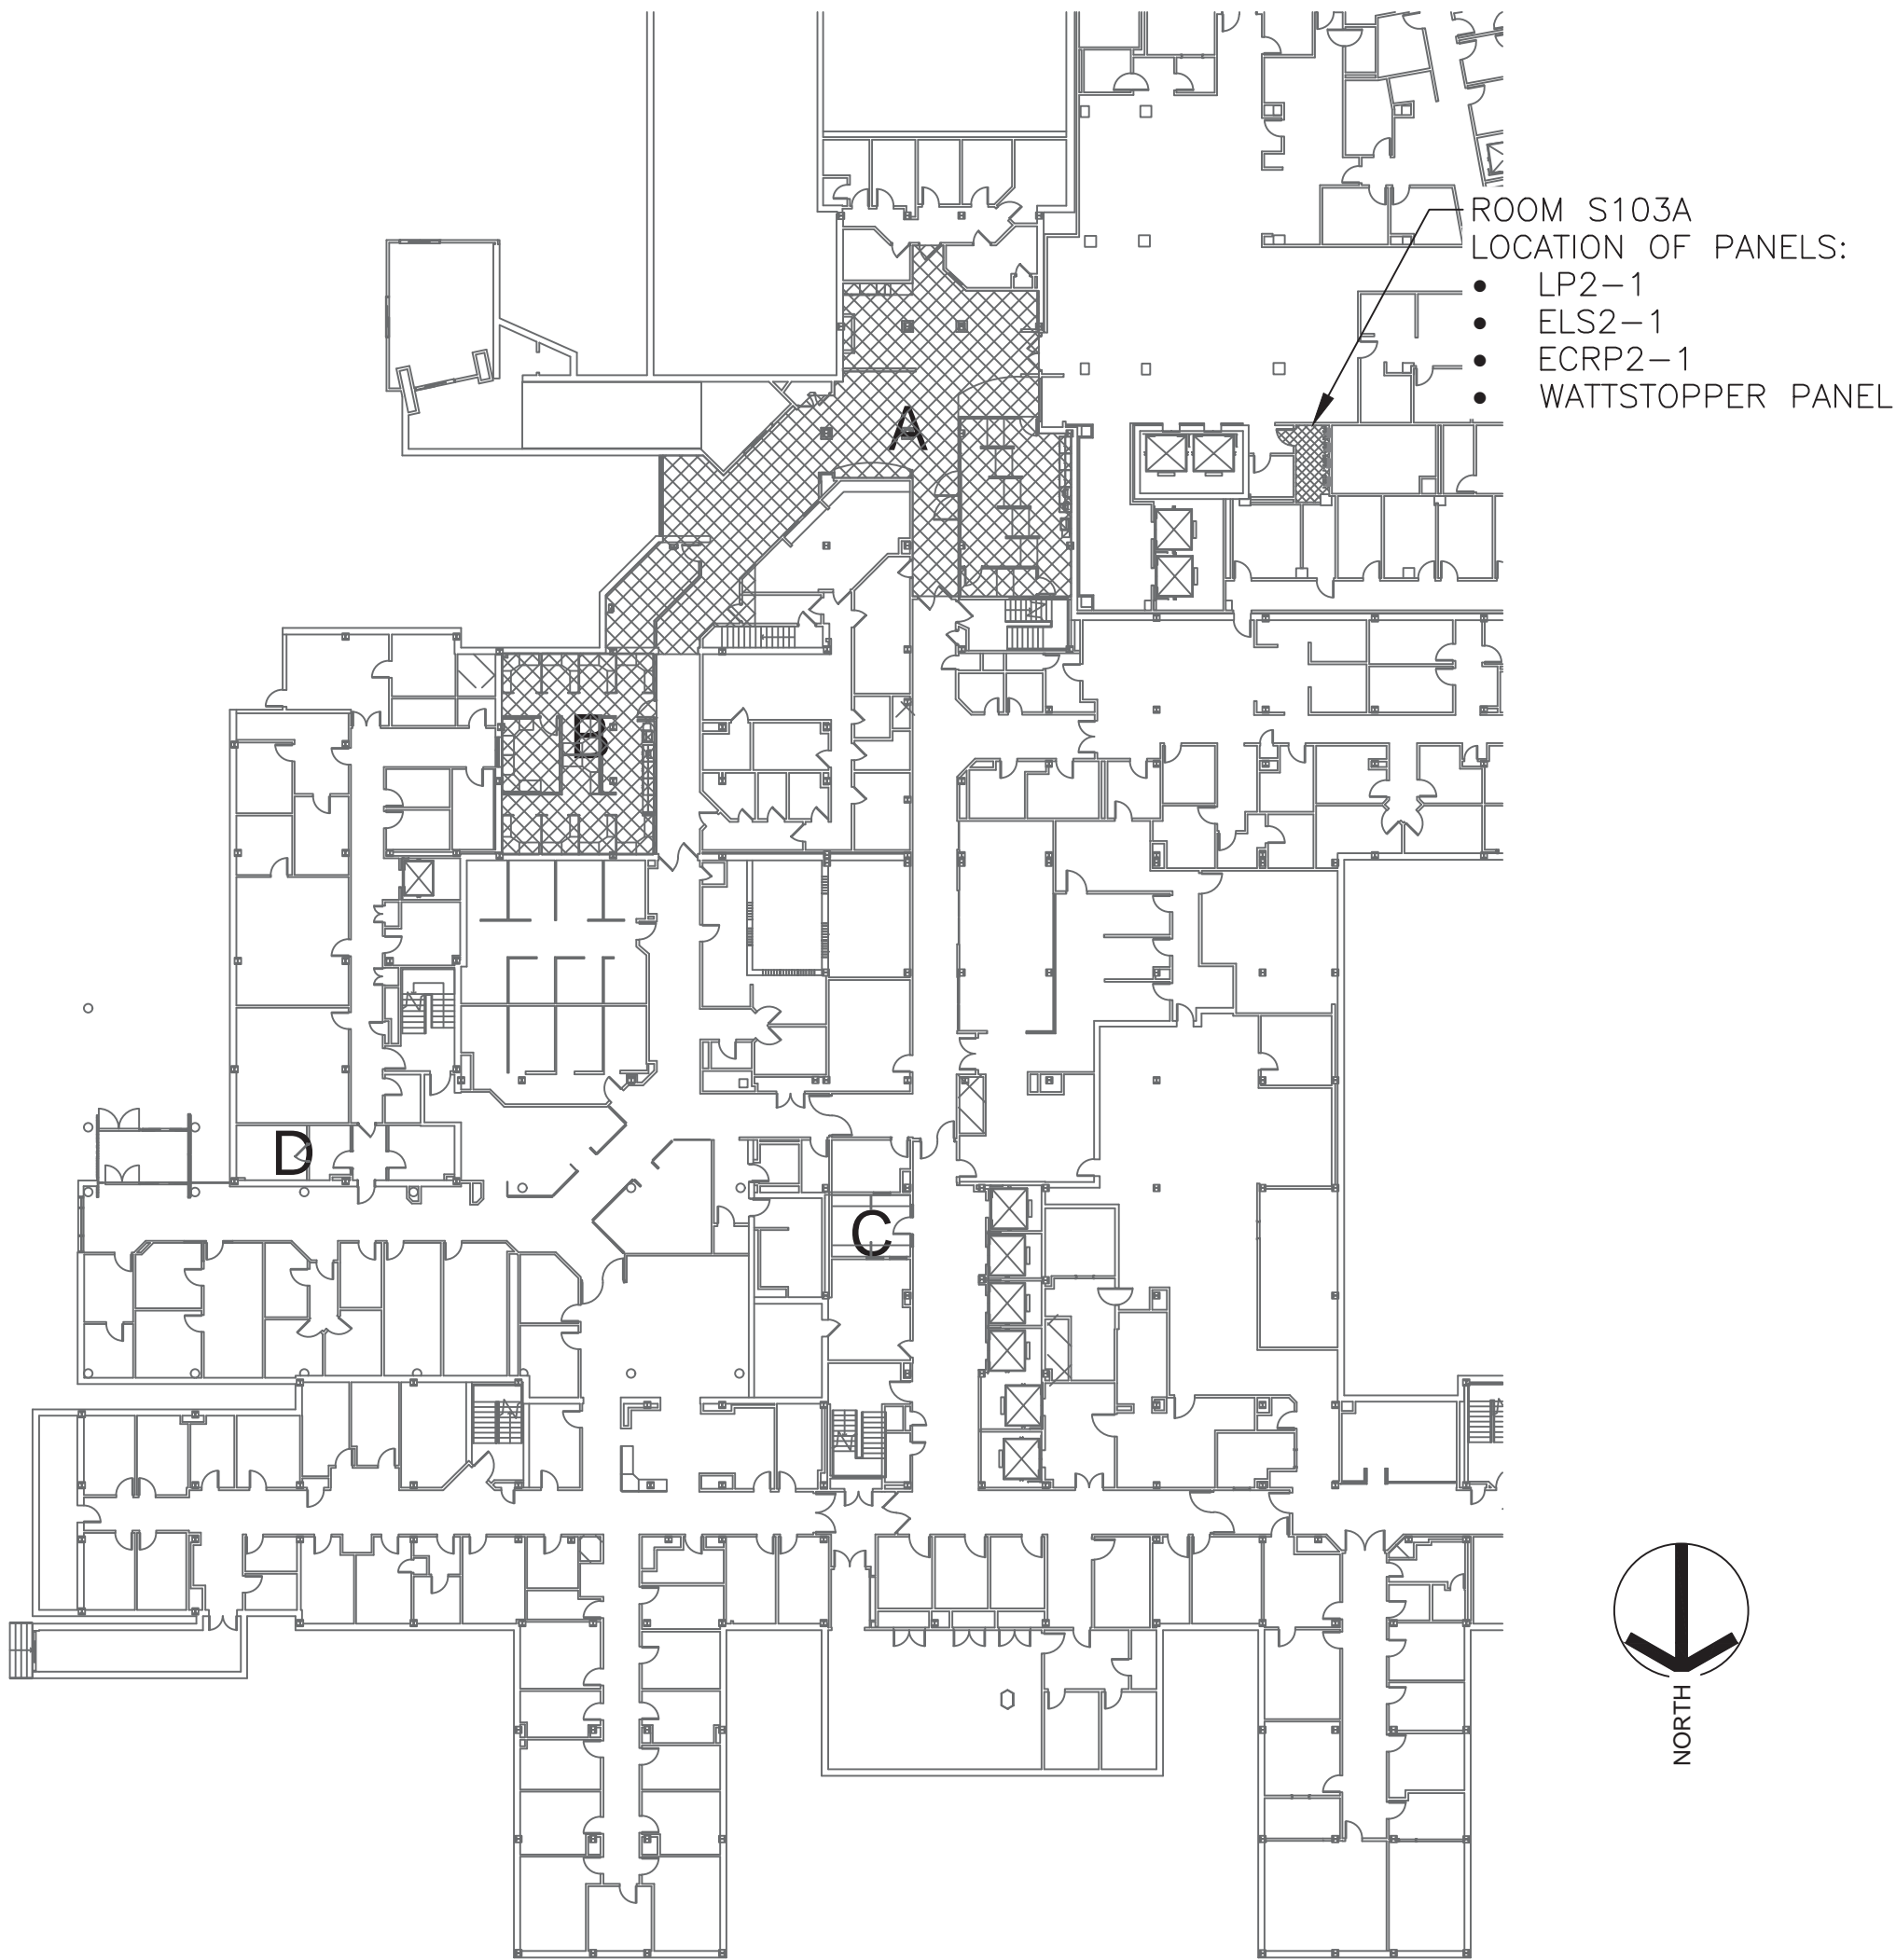 ROOM S103A
LOCATION OF PANELS:
• LP2-1
• ELS2-1
• ECRP2-1
• WATTSTOPPER PANEL
A
B
D
C
NORTH